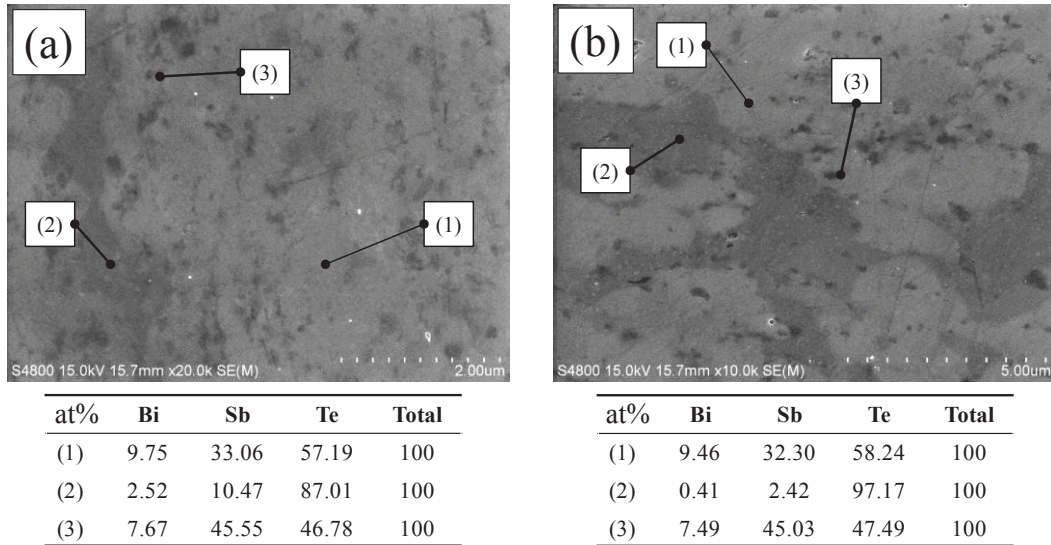 (a)
(3)
(2)
(1)
S4800 15.0kV 15.7mm x20.0k SE(M) 2.00um
at% Bi Sb Te Total
(1) 9.75 33.06 57.19 100
(2) 2.52 10.47 87.01 100
(3) 7.67 45.55 46.78 100
(b)
(1)
(3)
(2)
S4800 15.0kV 15.7mm x10.0k SE(M) 5.00um
at% Bi Sb Te Total
(1) 9.46 32.30 58.24 100
(2) 0.41 2.42 97.17 100
(3) 7.49 45.03 47.49 100